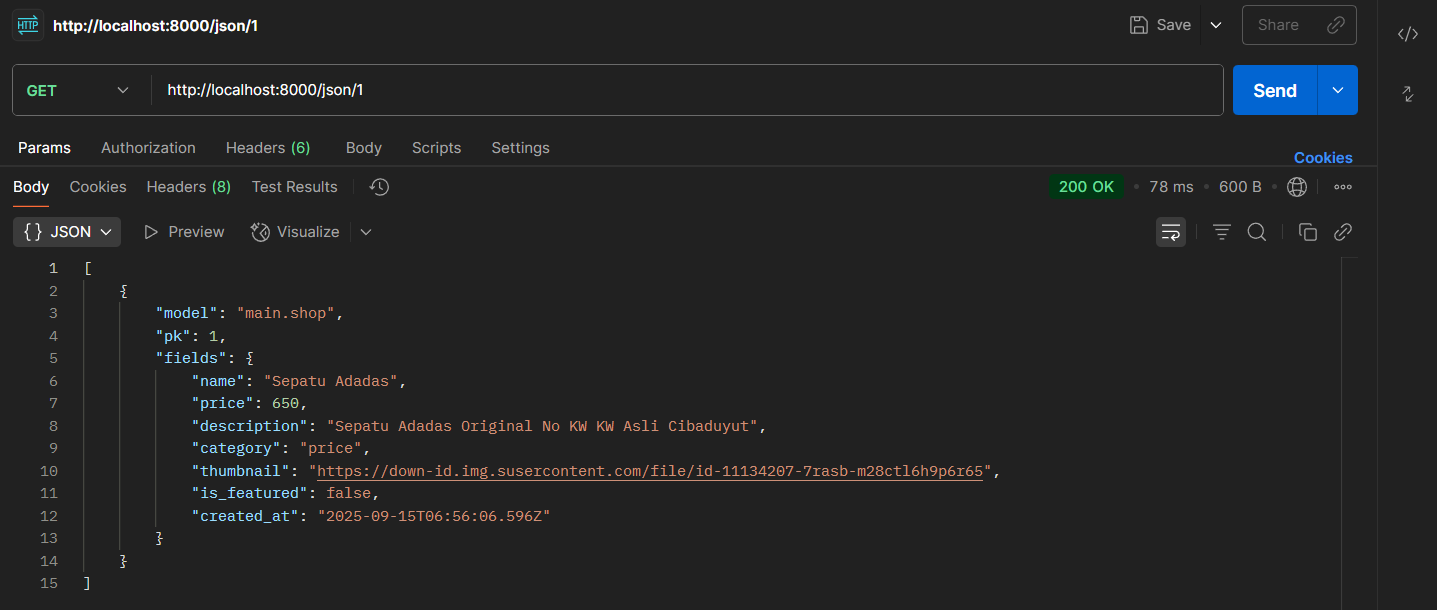 HTTP http://localhost:8000/json/1 Save Share
GET http://localhost:8000/json/1 Send
Params Authorization Headers (6) Body Scripts Settings
Cookies
Body Cookies Headers (8) Test Results 200 OK • 78 ms • 600 B •
{} JSON Preview Visualize
1 [
2 {
3 "model": "main.shop",
4 "pk": 1,
5 "fields": {
6 "name": "Sepatu Adadas",
7 "price": 650,
8 "description": "Sepatu Adadas Original No KW KW Asli Cibaduyut",
9 "category": "price",
10 "thumbnail": "https://down-id.img.susercontent.com/file/id-11134207-7rasb-m28ctl6h9p6r65",
11 "is_featured": false,
12 "created_at": "2025-09-15T06:56:06.596Z"
13 }
14 }
15 ]